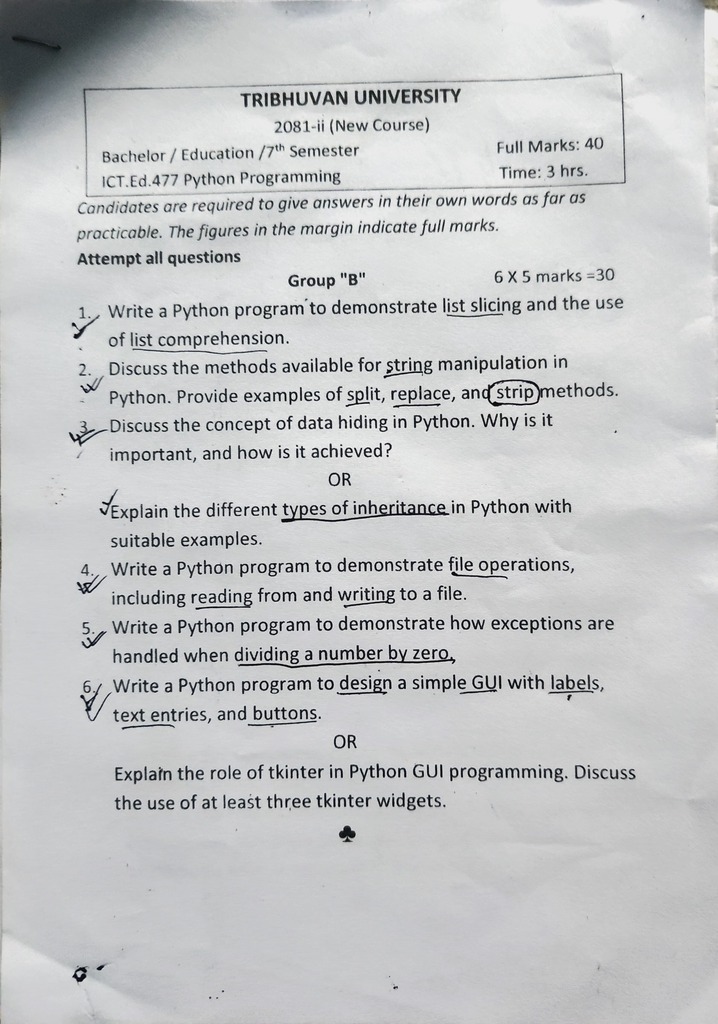 TRIBHUVAN UNIVERSITY
2081-ii (New Course)
Bachelor / Education /7th Semester
Full Marks: 40
ICT.Ed.477 Python Programming
Time: 3 hrs.
Candidates are required to give answers in their own words as far as
practicable. The figures in the margin indicate full marks.
Attempt all questions
Group "B"
6 X 5 marks =30
1. Write a Python program to demonstrate list slicing and the use
of list comprehension.
2. Discuss the methods available for string manipulation in
Python. Provide examples of split, replace, and strip methods.
3. Discuss the concept of data hiding in Python. Why is it
important, and how is it achieved?
OR
Explain the different types of inheritance in Python with
suitable examples.
4. Write a Python program to demonstrate file operations,
including reading from and writing to a file.
5. Write a Python program to demonstrate how exceptions are
handled when dividing a number by zero.
6. Write a Python program to design a simple GUI with labels,
text entries, and buttons.
OR
Explain the role of tkinter in Python GUI programming. Discuss
the use of at least three tkinter widgets.